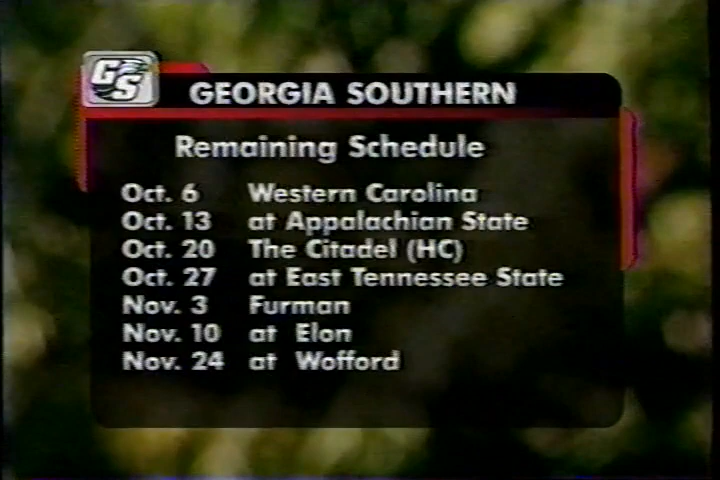 GS
GEORGIA SOUTHERN
Remaining Schedule
Oct. 6 Western Carolina
Oct. 13 at Appalachian State
Oct. 20 The Citadel (HC)
Oct. 27 at East Tennessee State
Nov. 3 Furman
Nov. 10 at Elon
Nov. 24 at Wofford